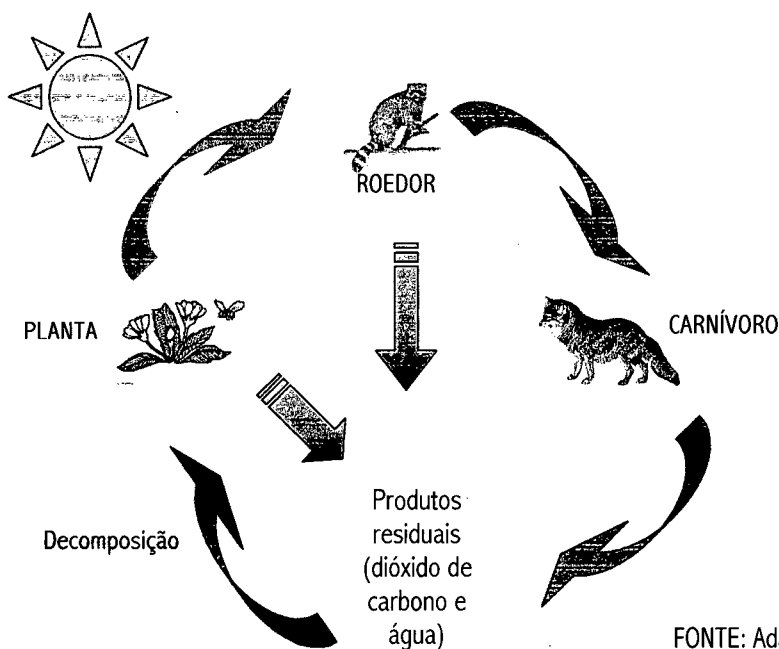 ROEDOR
PLANTA
CARNÍVORO
Decomposição
Produtos
residuais
(dióxido de
carbono e
água)
FONTE: Ad